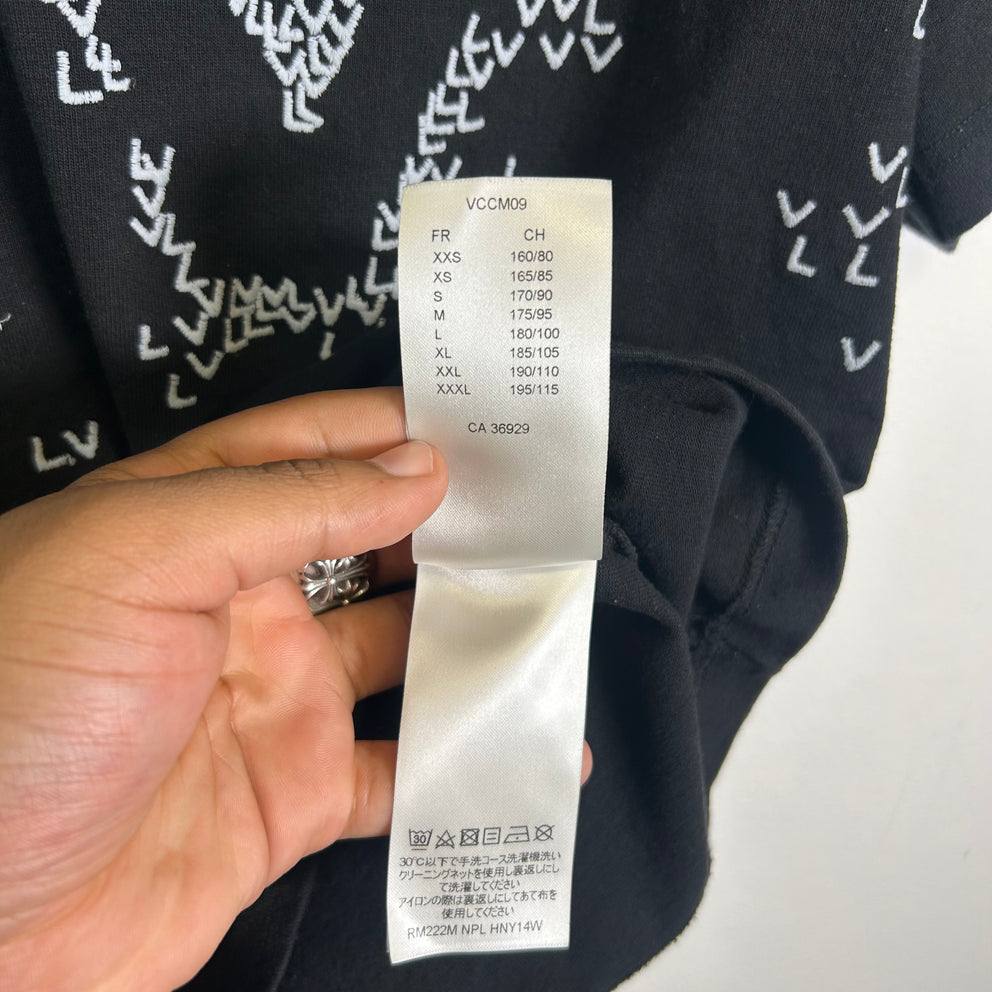 VCCM09
FR CH
XXS 160/80
XS 165/85
S 170/90
M 175/95
L 180/100
XL 185/105
XXL 190/110
XXXL 195/115
CA 36929
30
30℃以下で手洗コース洗濯機洗い
クリーニングネットを使用し裏返しにし
て洗濯してください
アイロンの際は裏返しにしてあて布を
使用してください
RM222M NPL HNY14W
LV